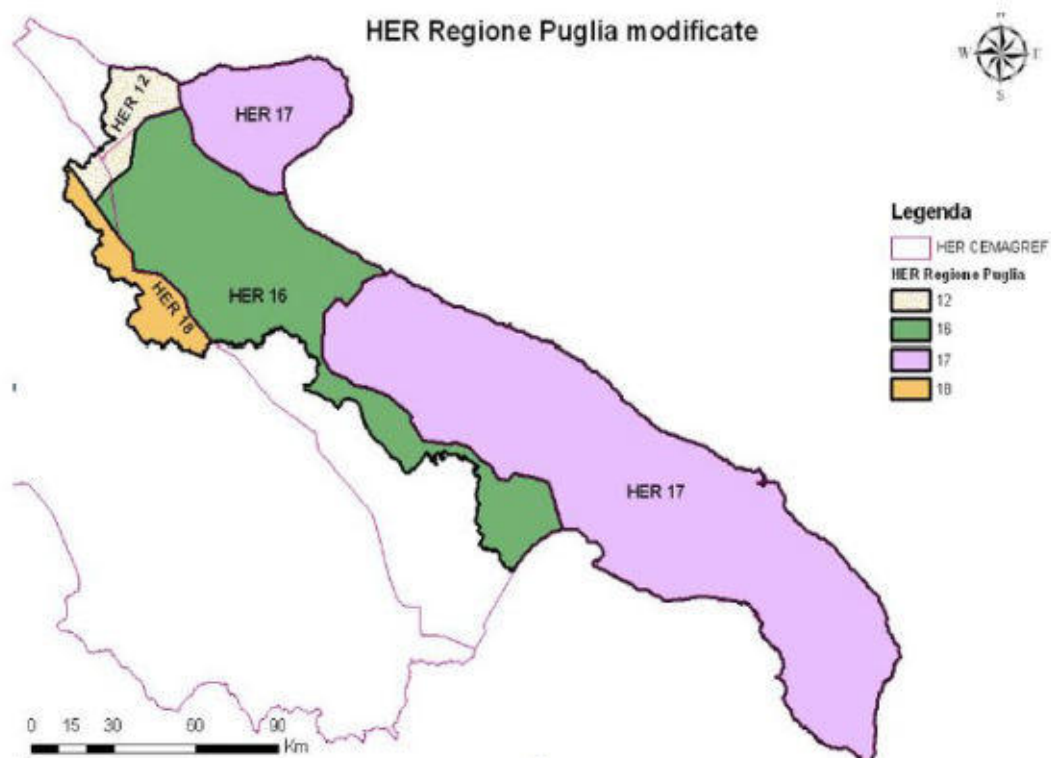 HER Regione Puglia modificate
N
W
E
S
HER 12
HER 17
HER 16
HER 18
HER 17
Legenda
HER CEMAGREF
HER Regione Puglia
12
16
17
18
0 15 30 60 90
Km